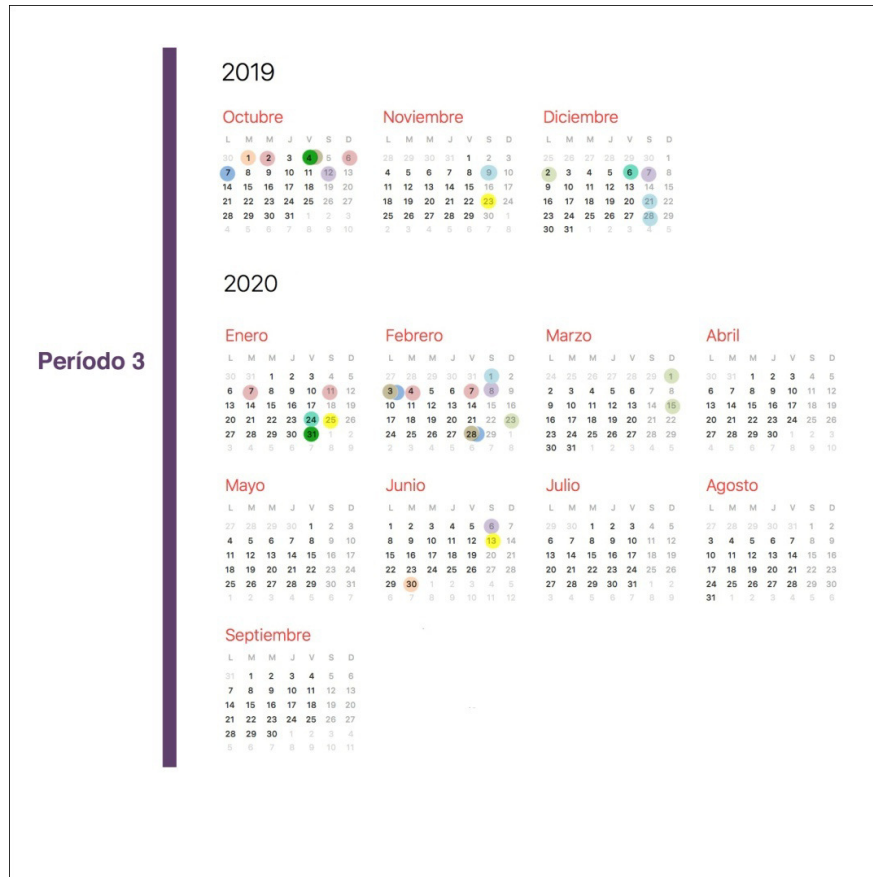 Período 3
2019
Octubre
L M M J V S D
30 1 2 3 4 5 6
7 8 9 10 11 12 13
14 15 16 17 18 19 20
21 22 23 24 25 26 27
28 29 30 31 1 2 3
4 5 6 7 8 9 10
Noviembre
L M M J V S D
28 29 30 31 1 2 3
4 5 6 7 8 9 10
11 12 13 14 15 16 17
18 19 20 21 22 23 24
25 26 27 28 29 30 1
2 3 4 5 6 7 8
Diciembre
L M M J V S D
25 26 27 28 29 30 1
2 3 4 5 6 7 8
9 10 11 12 13 14 15
16 17 18 19 20 21 22
23 24 25 26 27 28 29
30 31 1 2 3 4 5
2020
Enero
L M M J V S D
30 31 1 2 3 4 5
6 7 8 9 10 11 12
13 14 15 16 17 18 19
20 21 22 23 24 25 26
27 28 29 30 31 1 2
3 4 5 6 7 8 9
Febrero
L M M J V S D
27 28 29 30 31 1 2
3 4 5 6 7 8 9
10 11 12 13 14 15 16
17 18 19 20 21 22 23
24 25 26 27 28 29 1
2 3 4 5 6 7 8
Marzo
L M M J V S D
24 25 26 27 28 29 1
2 3 4 5 6 7 8
9 10 11 12 13 14 15
16 17 18 19 20 21 22
23 24 25 26 27 28 29
30 31 1 2 3 4 5
Abril
L M M J V S D
30 31 1 2 3 4 5
6 7 8 9 10 11 12
13 14 15 16 17 18 19
20 21 22 23 24 25 26
27 28 29 30 1 2 3
4 5 6 7 8 9 10
Mayo
L M M J V S D
27 28 29 30 1 2 3
4 5 6 7 8 9 10
11 12 13 14 15 16 17
18 19 20 21 22 23 24
25 26 27 28 29 30 31
1 2 3 4 5 6 7
Junio
L M M J V S D
1 2 3 4 5 6 7
8 9 10 11 12 13 14
15 16 17 18 19 20 21
22 23 24 25 26 27 28
29 30 1 2 3 4 5
6 7 8 9 10 11 12
Julio
L M M J V S D
29 30 1 2 3 4 5
6 7 8 9 10 11 12
13 14 15 16 17 18 19
20 21 22 23 24 25 26
27 28 29 30 31 1 2
3 4 5 6 7 8 9
Agosto
L M M J V S D
27 28 29 30 31 1 2
3 4 5 6 7 8 9
10 11 12 13 14 15 16
17 18 19 20 21 22 23
24 25 26 27 28 29 30
31 1 2 3 4 5 6
Septiembre
L M M J V S D
31 1 2 3 4 5 6
7 8 9 10 11 12 13
14 15 16 17 18 19 20
21 22 23 24 25 26 27
28 29 30 1 2 3 4
5 6 7 8 9 10 11